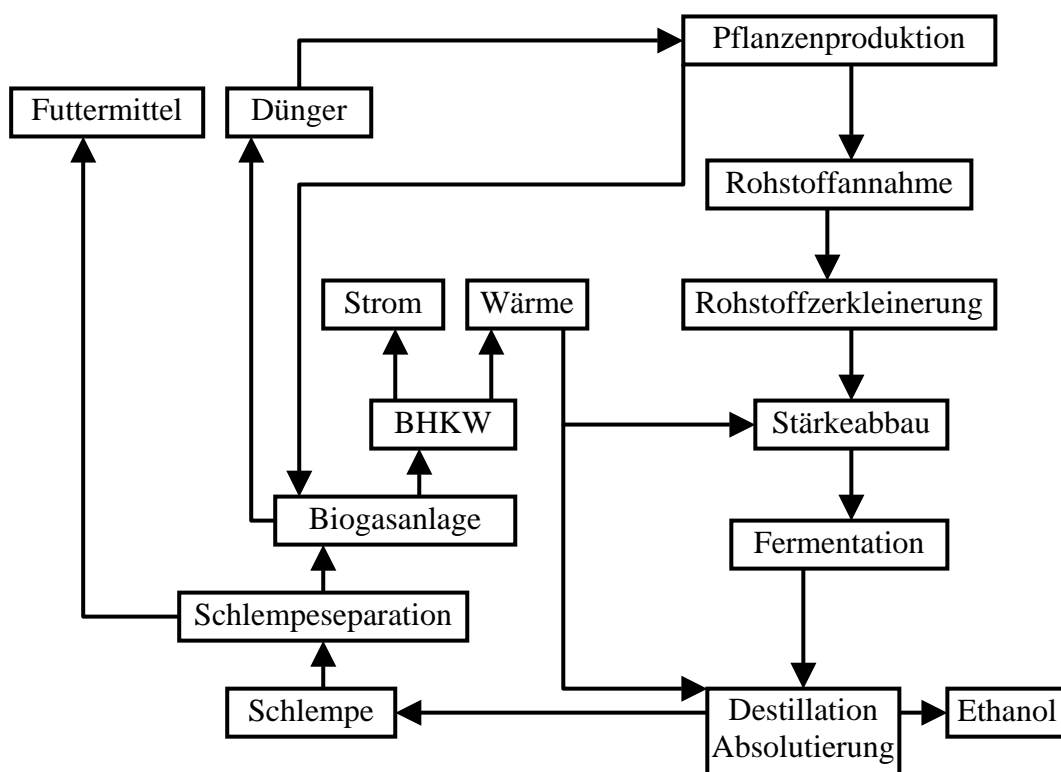 Pflanzenproduktion
Futtermittel
Dünger
Rohstoffannahme
Strom
Wärme
Rohstoffzerkleinerung
BHKW
Stärkeabbau
Biogasanlage
Fermentation
Schlempeseparation
Schlempe
Destillation
Absolutierung
Ethanol